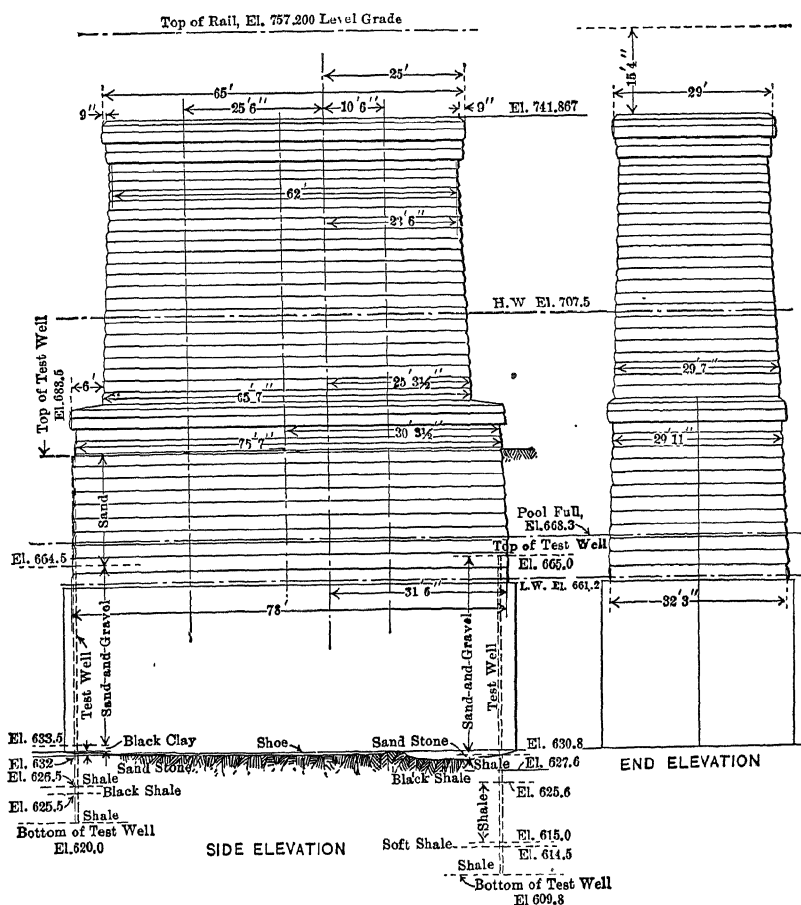 Top of Rail, El. 757.200 Level Grade
25'
15'4"
65'
29'
25'6"
10'6"
9"
9"
El. 741.867
62'
23'6"
H.W El. 707.5
Top of Test Well
El. 683.5
6'
25'3½"
65'7"
29'7"
30'3½"
75'7"
29'11"
Sand
Pool Full,
El. 668.3
Top of Test Well
El. 664.5
El. 665.0
L.W. El. 661.2
31'6"
78'
32'3"
Test Well
Sand-and-Gravel
Sand-and-Gravel
Test Well
El. 633.5
Black Clay
Shoe
Sand Stone
El. 630.8
El. 632
Sand Stone
Shale
El. 627.6
END ELEVATION
El. 626.5
Shale
Black Shale
Black Shale
El. 625.6
El. 625.5
Shale
Shale
Bottom of Test Well
El. 620.0
SIDE ELEVATION
Soft Shale
El. 615.0
El. 614.5
Shale
Bottom of Test Well
El 609.8